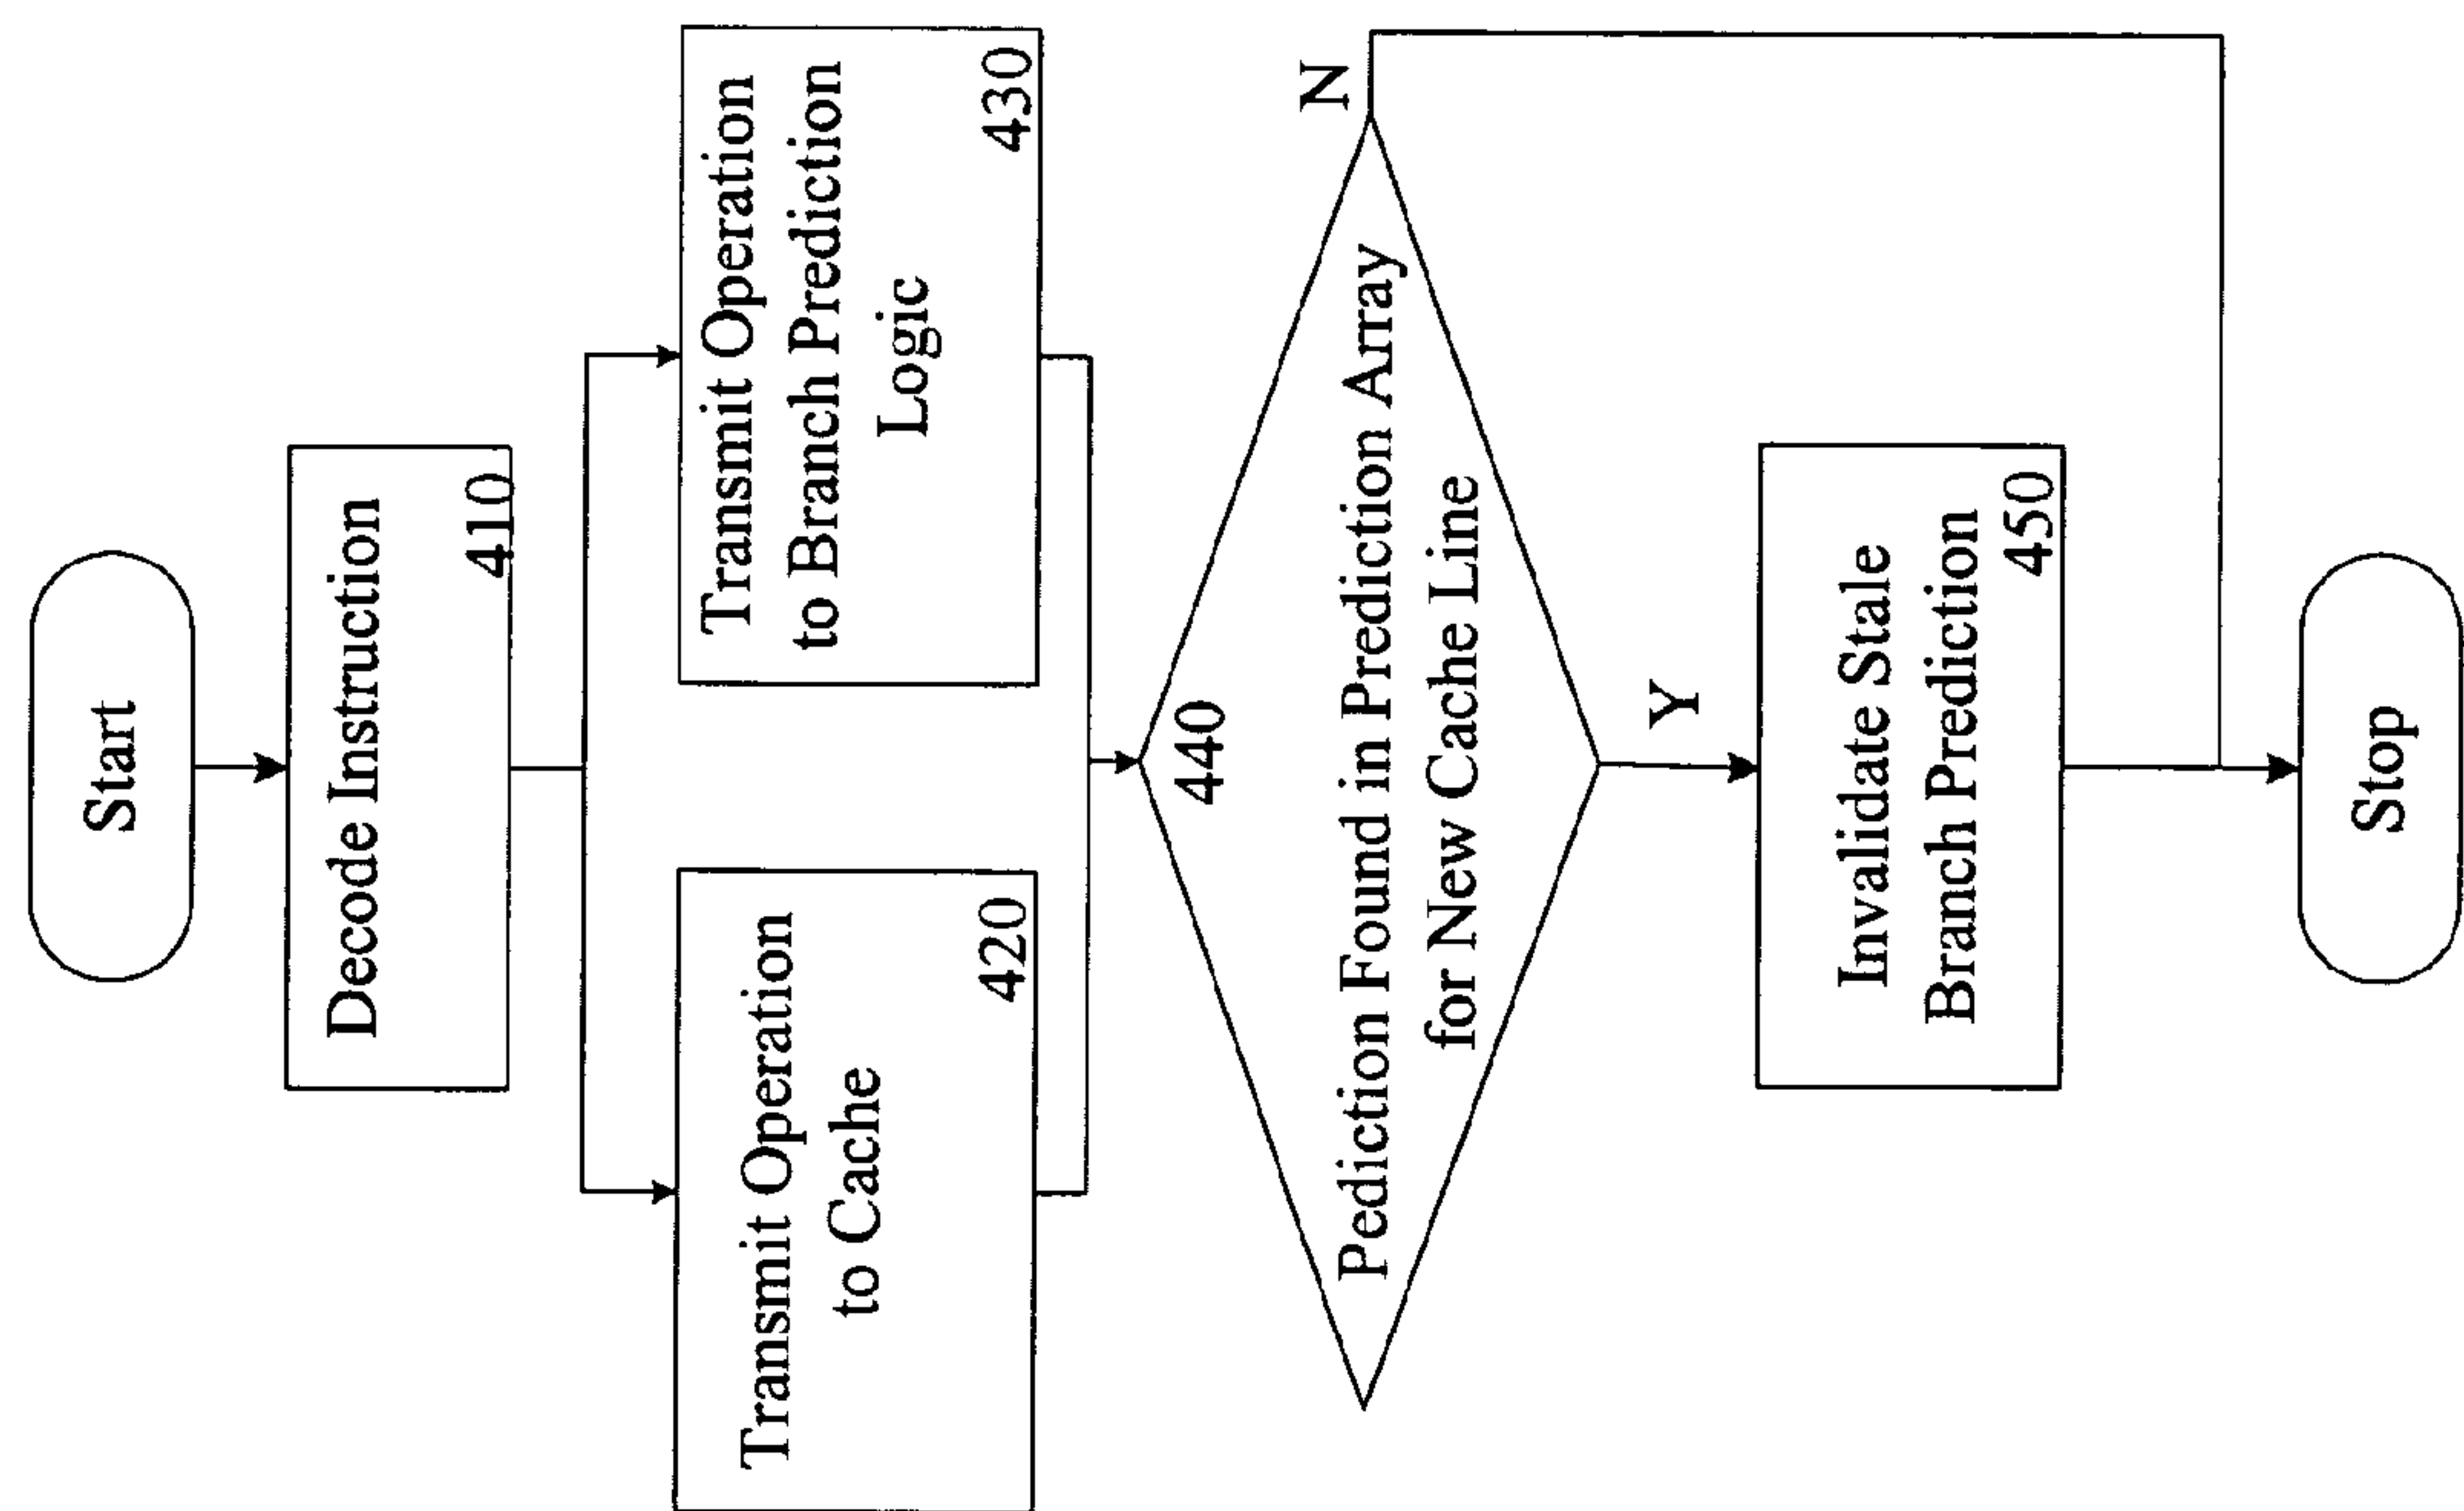 Start
Decode Instruction
410
Transmit Operation
to Cache
420
Transmit Operation
to Branch Prediction
Logic
430
440
Pediction Found in Prediction Array
for New Cache Line
N
Y
Invalidate Stale
Branch Prediction
450
Stop